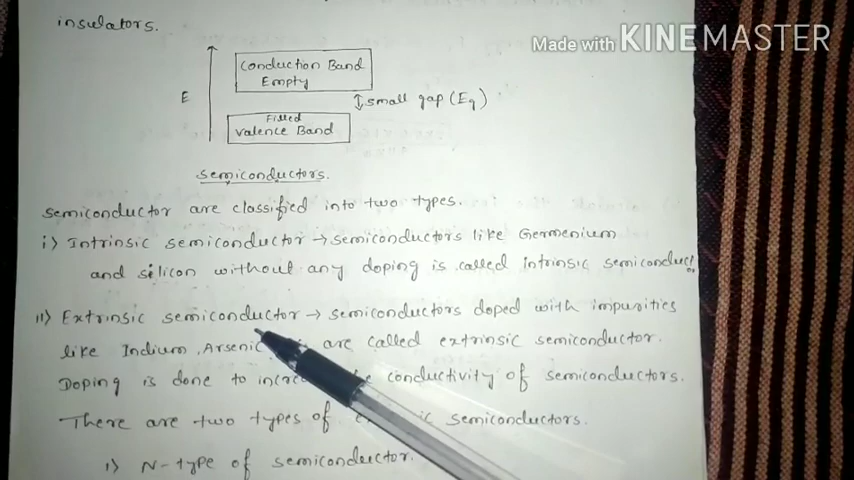 insulators.
Made with KINEMASTER
Conduction Band
Empty
E
small gap (Eg)
Filled
Valence Band
semiconductors.
semiconductor are classified into two types.
i) Intrinsic semiconductor → semiconductors like Germenium
and silicon without any doping is called intrinsic semiconductor
ii) Extrinsic semiconductor → semiconductors doped with impurities
like Indium, Arsenic are called extrinsic semiconductor.
Doping is done to conductivity of semiconductors.
There are two types of semiconductors.
i) N-type of semiconductor.